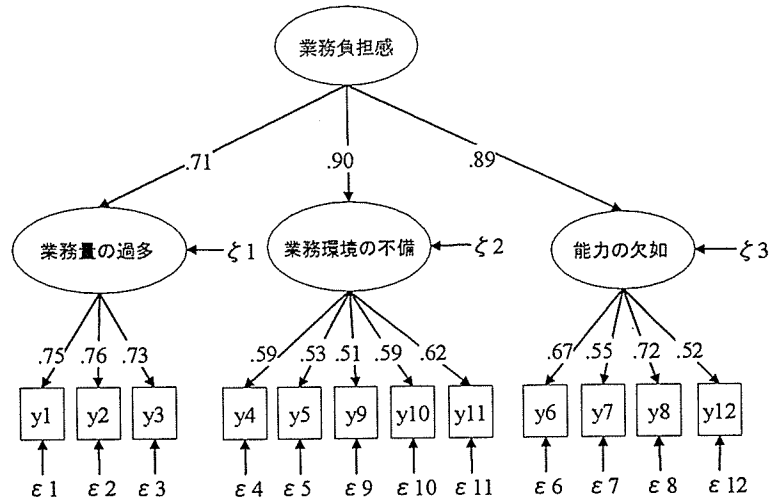 業務負担感
.71 .90 .89
業務量の過多 ζ1 業務環境の不備 ζ2 能力の欠如 ζ3
.75 .76 .73 .59 .53 .51 .59 .62 .67 .55 .72 .52
y1 y2 y3 y4 y5 y9 y10 y11 y6 y7 y8 y12
ε1 ε2 ε3 ε4 ε5 ε9 ε10 ε11 ε6 ε7 ε8 ε12